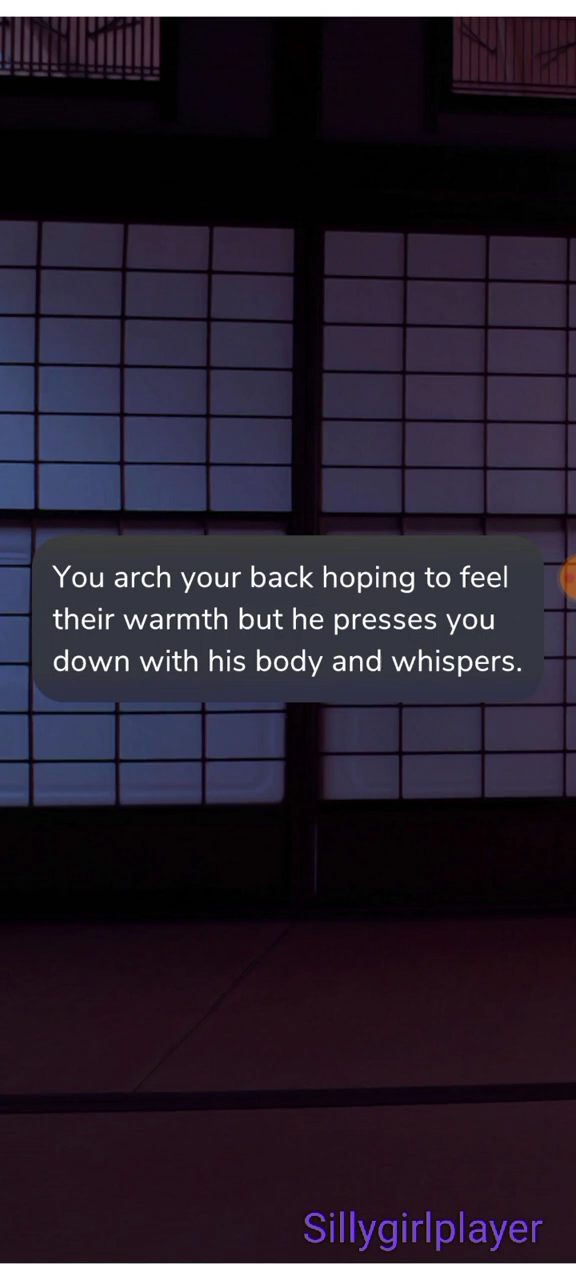 You arch your back hoping to feel
their warmth but he presses you
down with his body and whispers.
Sillygirlplayer